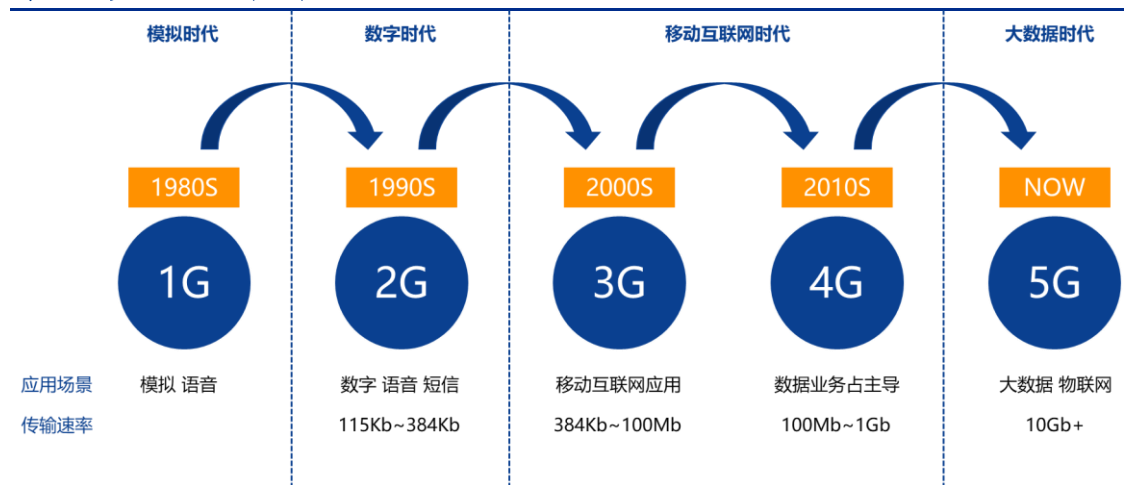 模拟时代 数字时代 移动互联网时代 大数据时代
1980S 1990S 2000S 2010S NOW
1G 2G 3G 4G 5G
应用场景 模拟 语音 数字 语音 短信 移动互联网应用 数据业务占主导 大数据 物联网
传输速率 115Kb~384Kb 384Kb~100Mb 100Mb~1Gb 10Gb+